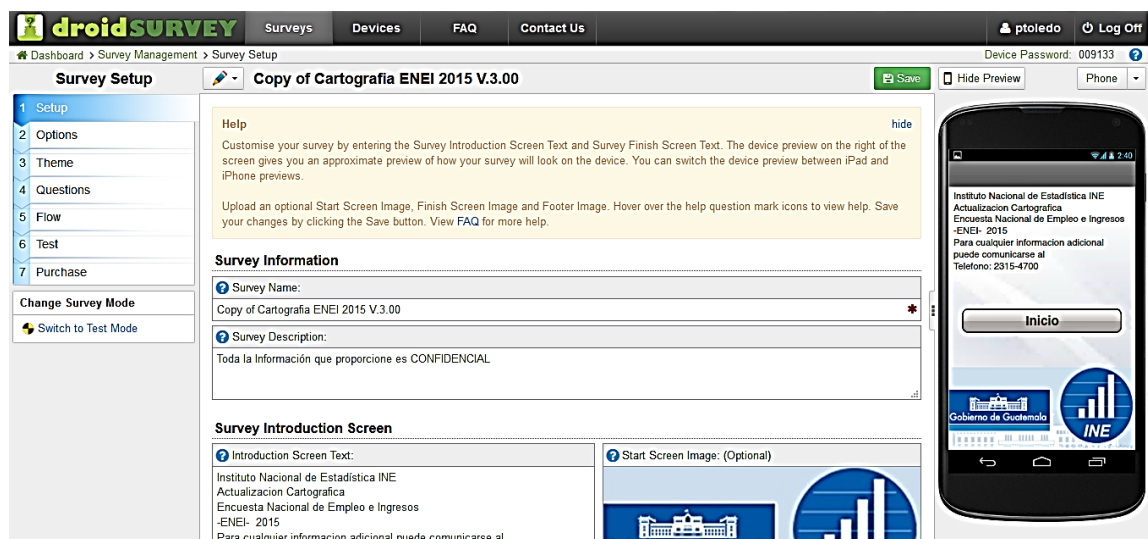 droidSURVEY
Surveys
Devices
FAQ
Contact Us
ptoledo
Log Off
Dashboard > Survey Management > Survey Setup
Device Password: 009133
Survey Setup
Copy of Cartografia ENEI 2015 V.3.00
Save
Hide Preview
Phone
1 Setup
2 Options
3 Theme
4 Questions
5 Flow
6 Test
7 Purchase
Change Survey Mode
Switch to Test Mode
Help
hide
Customise your survey by entering the Survey Introduction Screen Text and Survey Finish Screen Text. The device preview on the right of the
screen gives you an approximate preview of how your survey will look on the device. You can switch the device preview between iPad and
iPhone previews.
Upload an optional Start Screen Image, Finish Screen Image and Footer Image. Hover over the help question mark icons to view help. Save
your changes by clicking the Save button. View FAQ for more help.
Survey Information
Survey Name:
Copy of Cartografia ENEI 2015 V.3.00
Survey Description:
Toda la Información que proporcione es CONFIDENCIAL
Survey Introduction Screen
Introduction Screen Text:
Instituto Nacional de Estadística INE
Actualizacion Cartografica
Encuesta Nacional de Empleo e Ingresos
-ENEI- 2015
Para cualquier informacion adicional puede comunicarse al
Start Screen Image: (Optional)
2:40
Instituto Nacional de Estadística INE
Actualizacion Cartografica
Encuesta Nacional de Empleo e Ingresos
-ENEI- 2015
Para cualquier informacion adicional
puede comunicarse al
Telefono: 2315-4700
Inicio
Gobierno de Guatemala
INE